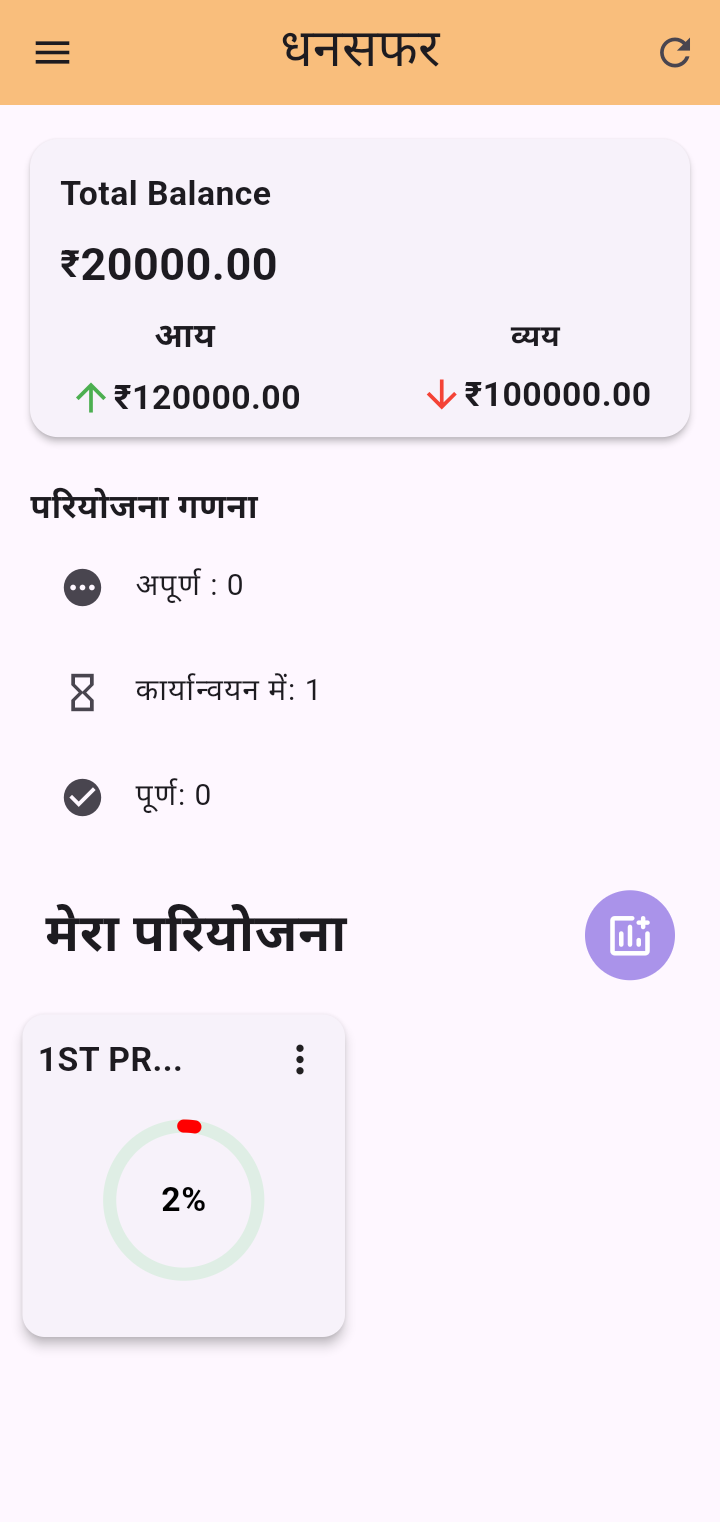 धनसफर
Total Balance
₹20000.00
आय व्यय
₹120000.00 ₹100000.00
परियोजना गणना
अपूर्ण : 0
कार्यान्वयन में: 1
पूर्ण: 0
मेरा परियोजना
1ST PR...
2%